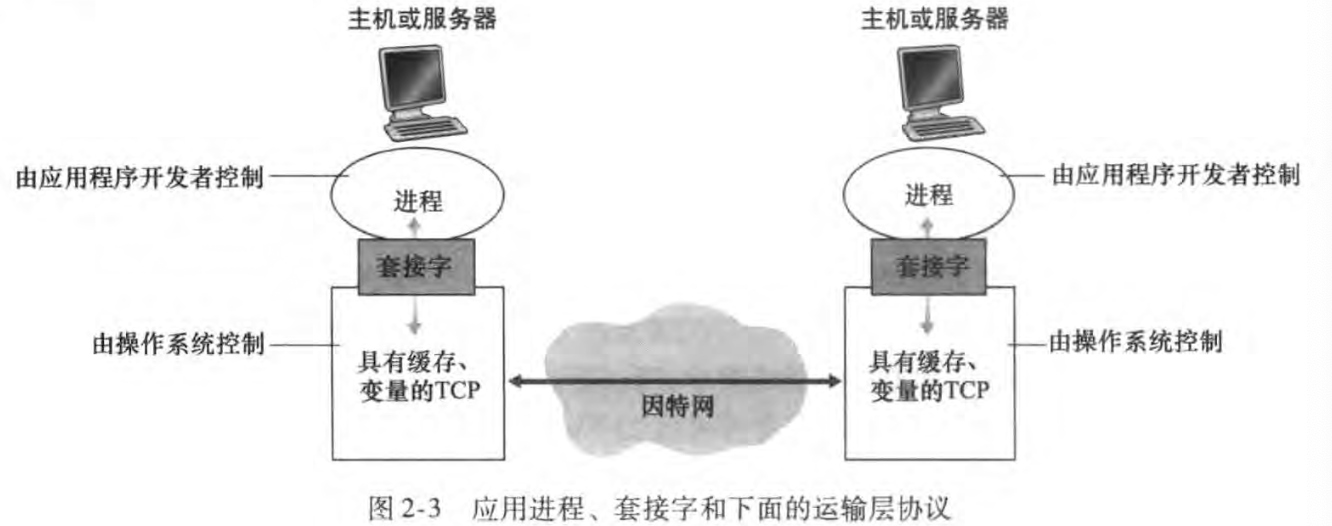 主机或服务器
主机或服务器
由应用程序开发者控制
进程
进程
由应用程序开发者控制
套接字
套接字
由操作系统控制
具有缓存、
变量的TCP
因特网
具有缓存、
变量的TCP
由操作系统控制
图 2-3 应用进程、套接字和下面的运输层协议